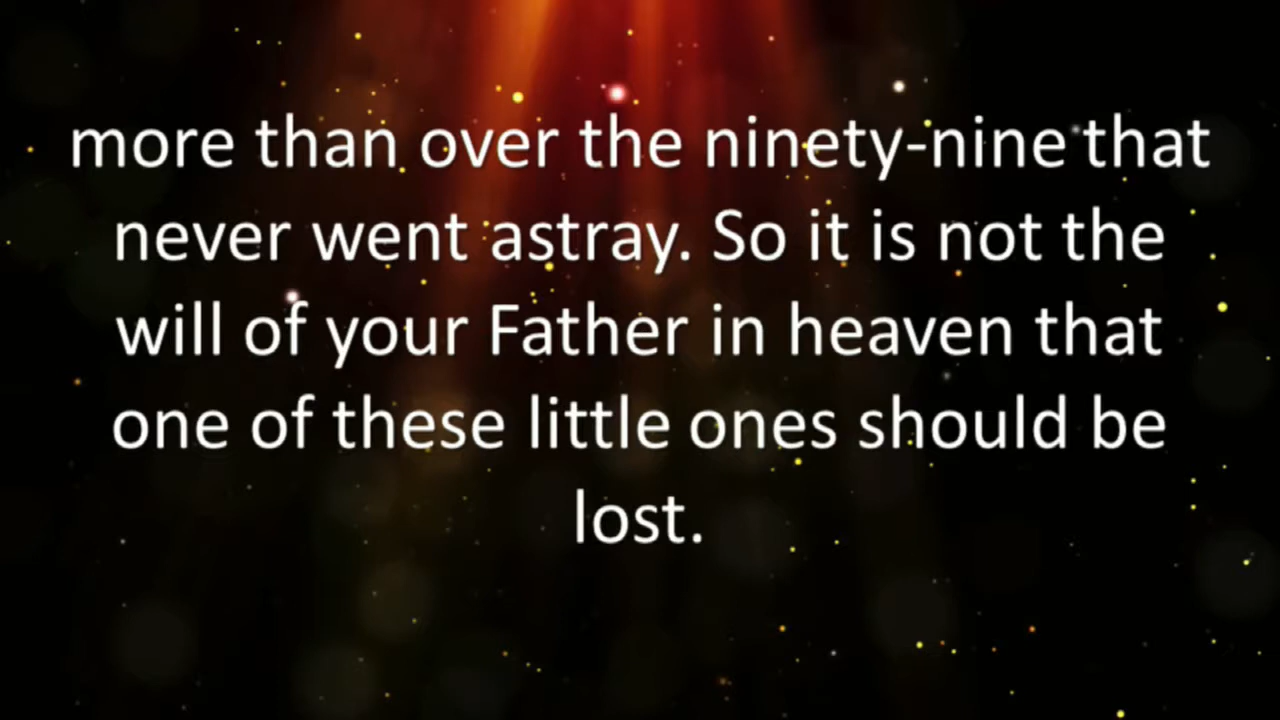 more than over the ninety-nine that
never went astray. So it is not the
will of your Father in heaven that
one of these little ones should be
lost.